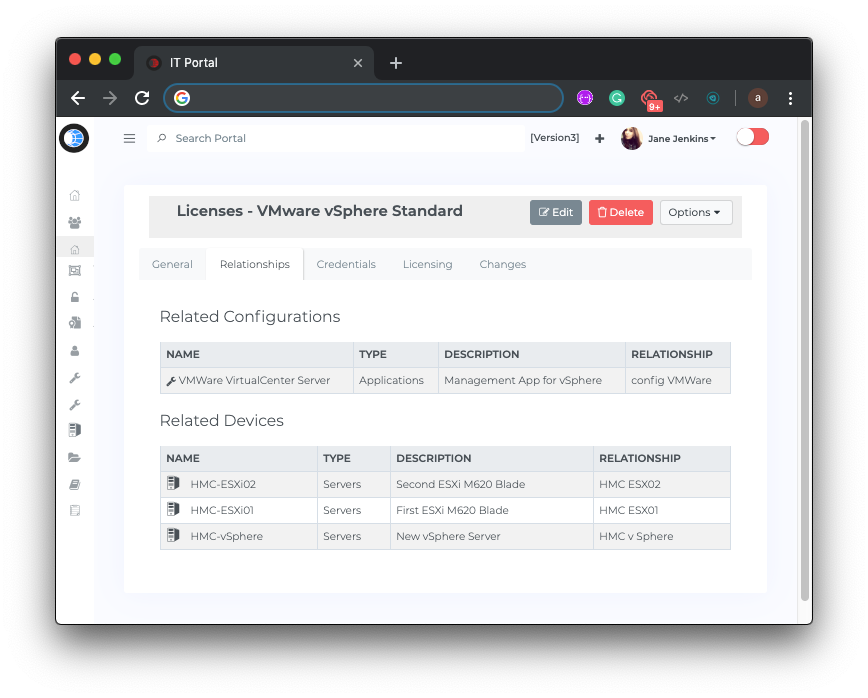 IT Portal
9+
a
Search Portal
[Version3]
Jane Jenkins
Licenses - VMware vSphere Standard
Edit
Delete
Options
General
Relationships
Credentials
Licensing
Changes
Related Configurations
NAME TYPE DESCRIPTION RELATIONSHIP
VMWare VirtualCenter Server Applications Management App for vSphere config VMWare
Related Devices
NAME TYPE DESCRIPTION RELATIONSHIP
HMC-ESXi02 Servers Second ESXi M620 Blade HMC ESX02
HMC-ESXi01 Servers First ESXi M620 Blade HMC ESX01
HMC-vSphere Servers New vSphere Server HMC v Sphere